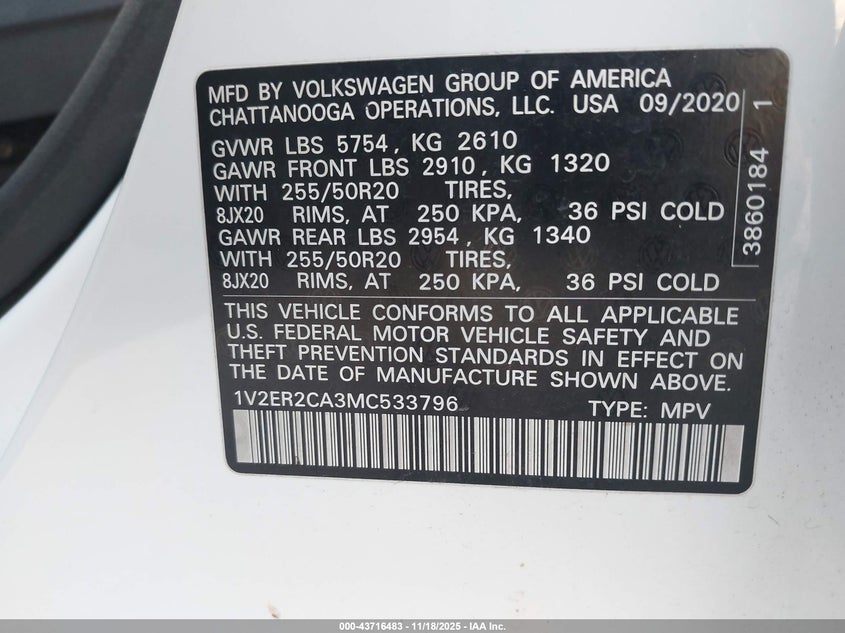 MFD BY VOLKSWAGEN GROUP OF AMERICA
CHATTANOOGA OPERATIONS, LLC. USA 09/2020
GVWR LBS 5754, KG 2610
GAWR FRONT LBS 2910, KG 1320
WITH 255/50R20 TIRES,
8JX20 RIMS, AT 250 KPA, 36 PSI COLD
GAWR REAR LBS 2954, KG 1340
WITH 255/50R20 TIRES,
8JX20 RIMS, AT 250 KPA, 36 PSI COLD
THIS VEHICLE CONFORMS TO ALL APPLICABLE
U.S. FEDERAL MOTOR VEHICLE SAFETY AND
THEFT PREVENTION STANDARDS IN EFFECT ON
THE DATE OF MANUFACTURE SHOWN ABOVE.
1V2ER2CA3MC533796 TYPE: MPV
3860184 1
000-43716483 - 11/18/2025 - IAA Inc.